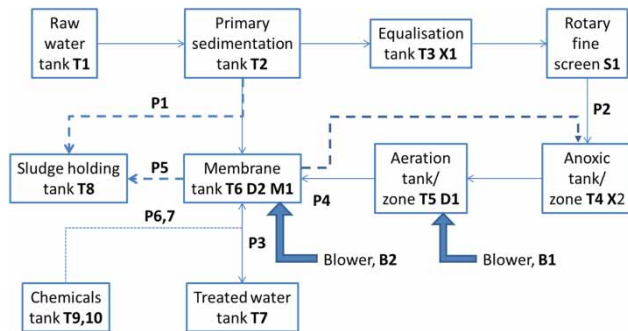 Raw
water
tank T1
Primary
sedimentation
tank T2
Equalisation
tank T3 X1
Rotary
fine
screen S1
P1
P2
Sludge holding
tank T8
P5
Membrane
tank T6 D2 M1
P4
Aeration
tank/
zone T5 D1
Anoxic
tank/
zone T4 X2
P6,7
P3
Blower, B2
Blower, B1
Chemicals
tank T9,10
Treated water
tank T7